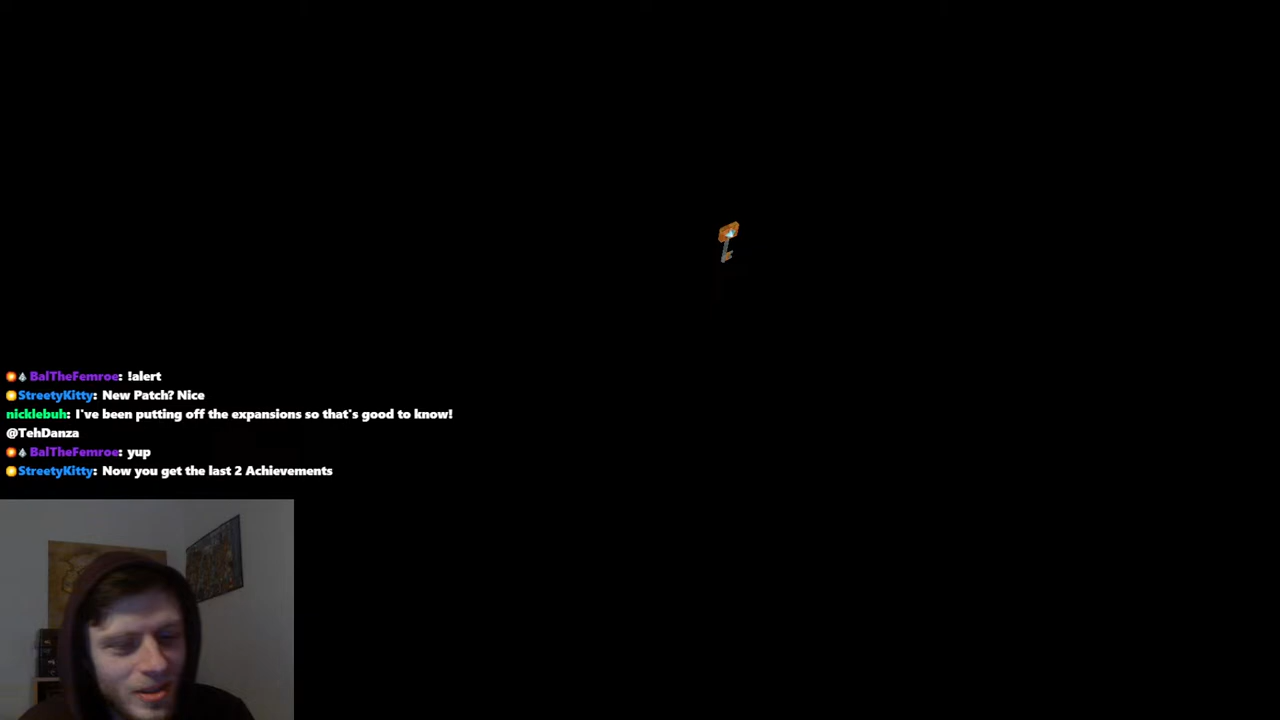 BalTheFemroe: !alert
StreetyKitty: New Patch? Nice
nicklebuh: I've been putting off the expansions so that's good to know!
@TehDanza
BalTheFemroe: yup
StreetyKitty: Now you get the last 2 Achievements